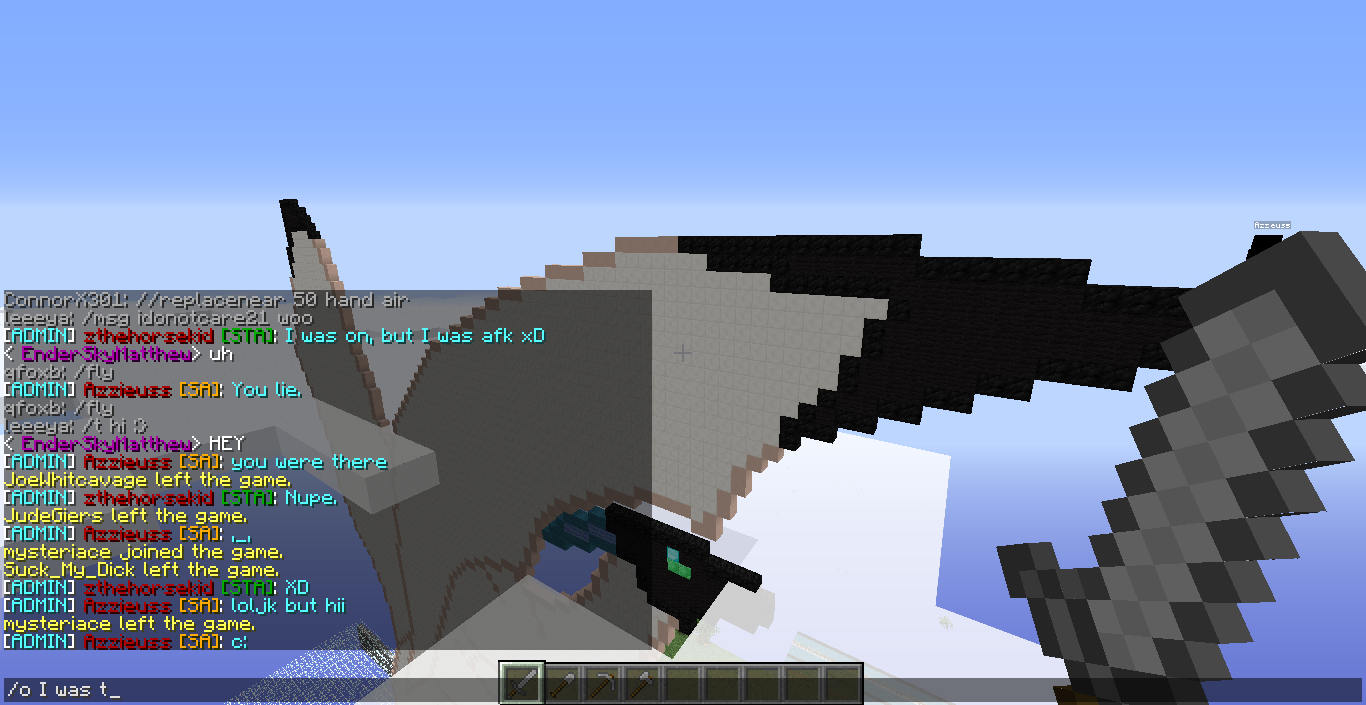 Azzieuss
ConnorX301: //replacenear 50 hand air
leeeya: /msg idonotcare21 woo
[ADMIN] zthehorsekid [STA]: I was on, but I was afk xD
< EnderSkyMatthew> uh
qfoxb: /fly
[ADMIN] Azzieuss [SA]: You lie.
qfoxb: /fly
leeeya: /t hi :>
< EnderSkyMatthew> HEY
[ADMIN] Azzieuss [SA]: you were there
JoeWhitcavage left the game.
[ADMIN] zthehorsekid [STA]: Nupe.
JudeGiers left the game.
[ADMIN] Azzieuss [SA]: ._.
mysteriace joined the game.
Suck_My_Dick left the game.
[ADMIN] zthehorsekid [STA]: XD
[ADMIN] Azzieuss [SA]: loljk but hii
mysteriace left the game.
[ADMIN] Azzieuss [SA]: c:
/o I was t_